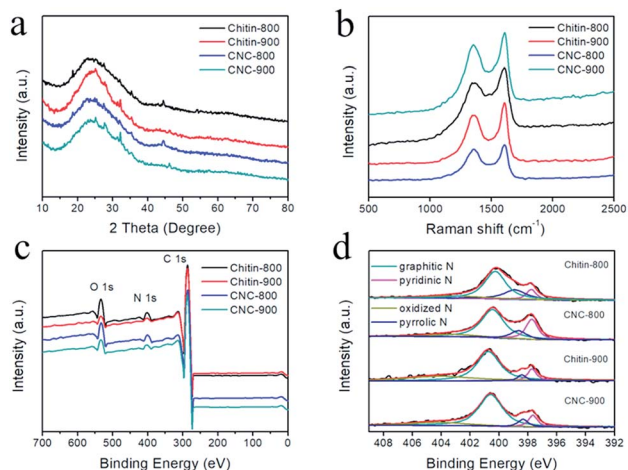 a
Chitin-800
Chitin-900
CNC-800
CNC-900
Intensity (a.u.)
10 20 30 40 50 60 70 80
2 Theta (Degree)
b
Chitin-800
Chitin-900
CNC-800
CNC-900
Intensity (a.u.)
500 1000 1500 2000 2500
Raman shift (cm⁻¹)
c
O 1s
N 1s
C 1s
Chitin-800
Chitin-900
CNC-800
CNC-900
Intensity (a.u.)
700 600 500 400 300 200 100 0
Binding Energy (eV)
d
graphitic N
pyridinic N
oxidized N
pyrrolic N
Chitin-800
CNC-800
Chitin-900
CNC-900
Intensity (a.u.)
408 406 404 402 400 398 396 394 392
Binding Energy (eV)